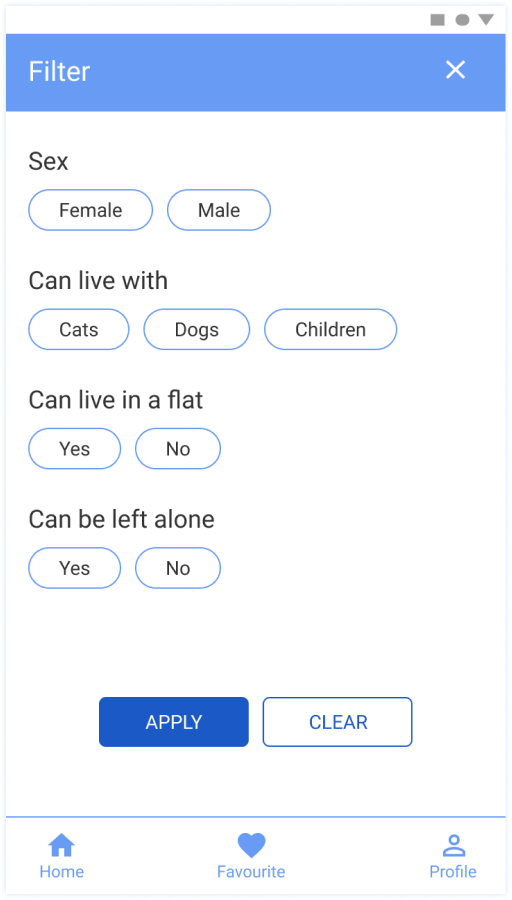 Filter
Sex
Female Male
Can live with
Cats Dogs Children
Can live in a flat
Yes No
Can be left alone
Yes No
APPLY CLEAR
Home Favourite Profile